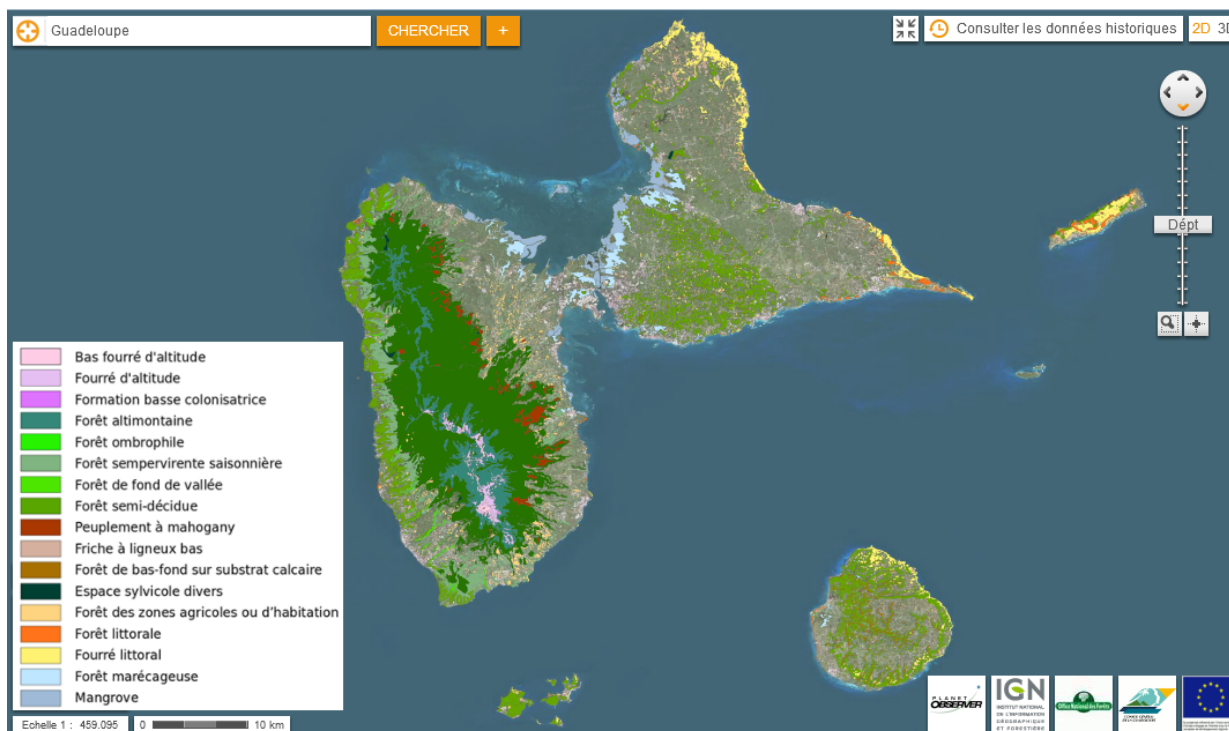 Guadeloupe
CHERCHER
+
Consulter les données historiques
2D 3D
Dépt
Bas fourré d'altitude
Fourré d'altitude
Formation basse colonisatrice
Forêt altimontaine
Forêt ombrophile
Forêt sempervirente saisonnière
Forêt de fond de vallée
Forêt semi-décidue
Peuplement à mahogany
Friche à ligneux bas
Forêt de bas-fond sur substrat calcaire
Espace sylvicole divers
Forêt des zones agricoles ou d’habitation
Forêt littorale
Fourré littoral
Forêt marécageuse
Mangrove
Echelle 1 : 459.095
0 10 km
PLANET
OBSERVER
IGN
INSTITUT NATIONAL
DE L'INFORMATION
GÉOGRAPHIQUE
ET FORESTIÈRE
Office National des Forêts